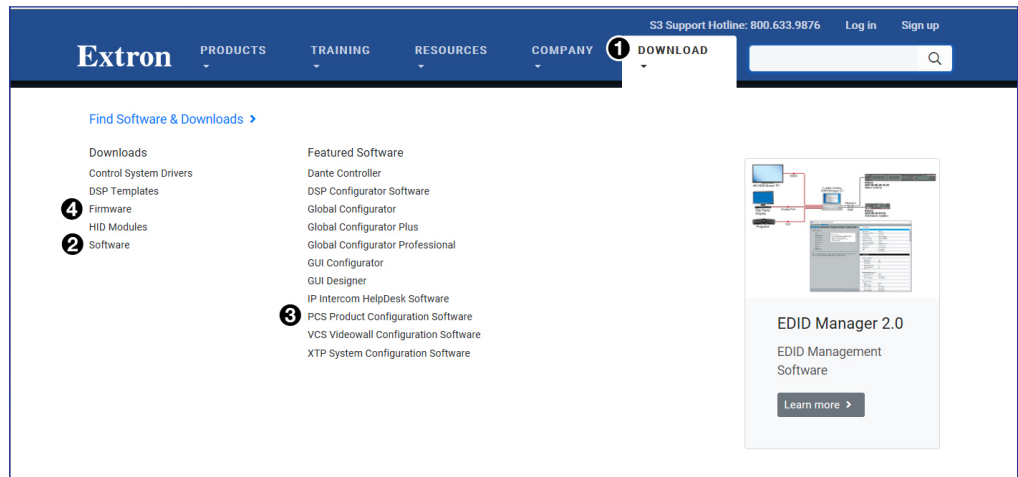 S3 Support Hotline: 800.633.9876 Log in Sign up
Extron PRODUCTS TRAINING RESOURCES COMPANY 1 DOWNLOAD
Find Software & Downloads >
Downloads
Control System Drivers
DSP Templates
4 Firmware
HID Modules
2 Software
Featured Software
Dante Controller
DSP Configurator Software
Global Configurator
Global Configurator Plus
Global Configurator Professional
GUI Configurator
GUI Designer
IP Intercom HelpDesk Software
3 PCS Product Configuration Software
VCS Videowall Configuration Software
XTP System Configuration Software
EDID Manager 2.0
EDID Management
Software
Learn more >